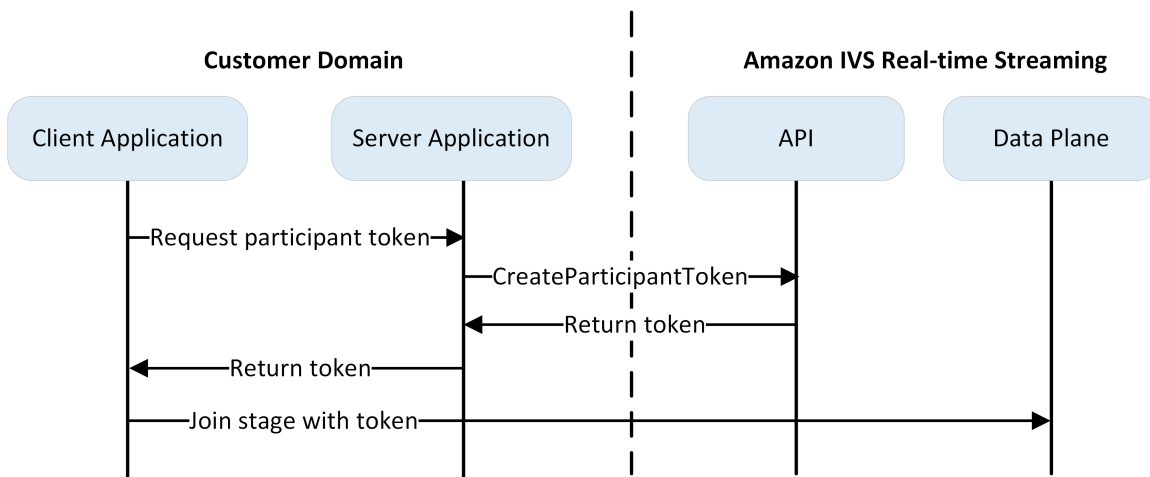 Customer Domain
Amazon IVS Real-time Streaming
Client Application
Server Application
API
Data Plane
Request participant token
CreateParticipantToken
Return token
Return token
Join stage with token